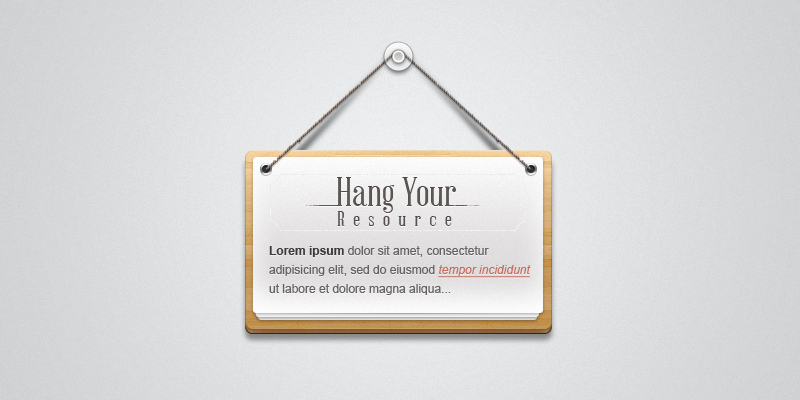 Hang Your
Resource
Lorem ipsum dolor sit amet, consectetur
adipisicing elit, sed do eiusmod tempor incididunt
ut labore et dolore magna aliqua...